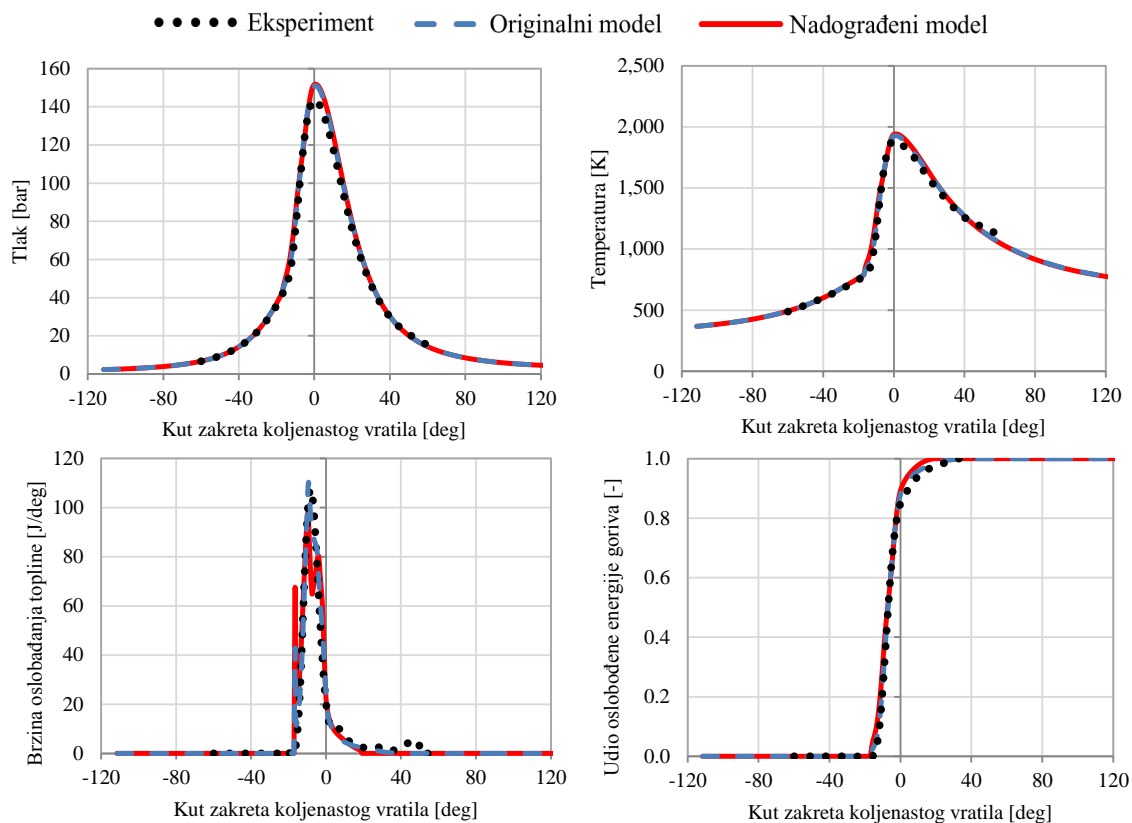 Eksperiment Originalni model Nadograđeni model
Tlak [bar]
160
140
120
100
80
60
40
20
0
-120 -80 -40 0 40 80 120
Kut zakreta koljenastog vratila [deg]
Temperatura [K]
2,500
2,000
1,500
1,000
500
0
-120 -80 -40 0 40 80 120
Kut zakreta koljenastog vratila [deg]
Brzina oslobađanja topline [J/deg]
120
100
80
60
40
20
0
-120 -80 -40 0 40 80 120
Kut zakreta koljenastog vratila [deg]
Udio oslobođene energije goriva [-]
1.0
0.8
0.6
0.4
0.2
0.0
-120 -80 -40 0 40 80 120
Kut zakreta koljenastog vratila [deg]